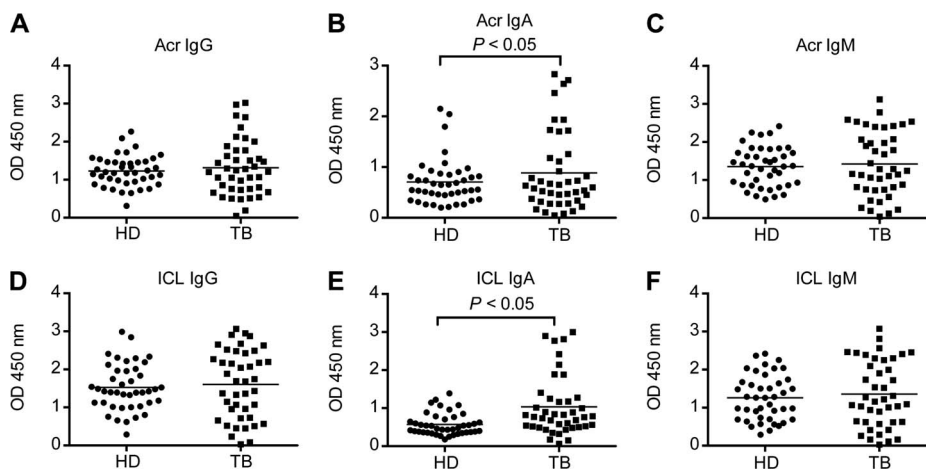 A
Acr IgG
OD 450 nm
4
3
2
1
0
HD
TB
B
Acr IgA
P < 0.05
OD 450 nm
3
2
1
0
HD
TB
C
Acr IgM
OD 450 nm
4
3
2
1
0
HD
TB
D
ICL IgG
OD 450 nm
4
3
2
1
0
HD
TB
E
ICL IgA
P < 0.05
OD 450 nm
4
3
2
1
0
HD
TB
F
ICL IgM
OD 450 nm
4
3
2
1
0
HD
TB